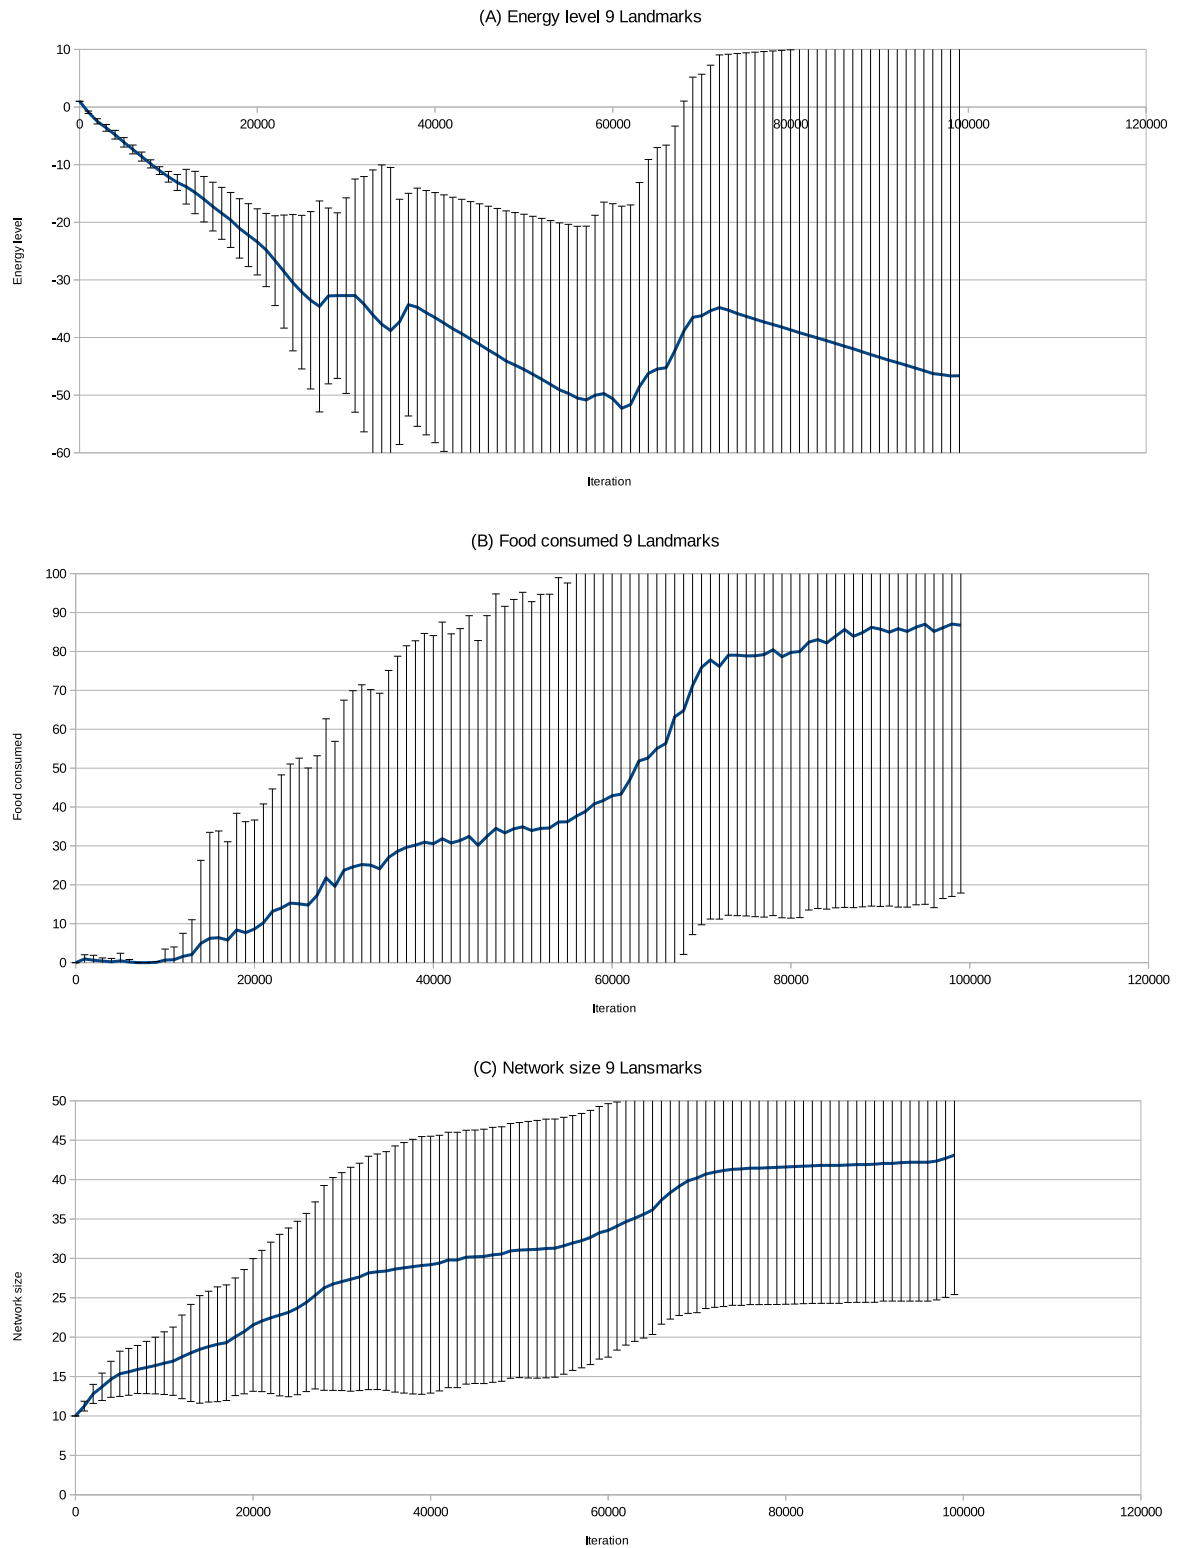 (A) Energy level 9 Landmarks
10
0
-10
-20
-30
-40
-50
-60
0 20000 40000 60000 80000 100000 120000
Energy level
Iteration
(B) Food consumed 9 Landmarks
100
90
80
70
60
50
40
30
20
10
0
0 20000 40000 60000 80000 100000 120000
Food consumed
Iteration
(C) Network size 9 Lansmarks
50
45
40
35
30
25
20
15
10
5
0
0 20000 40000 60000 80000 100000 120000
Network size
Iteration